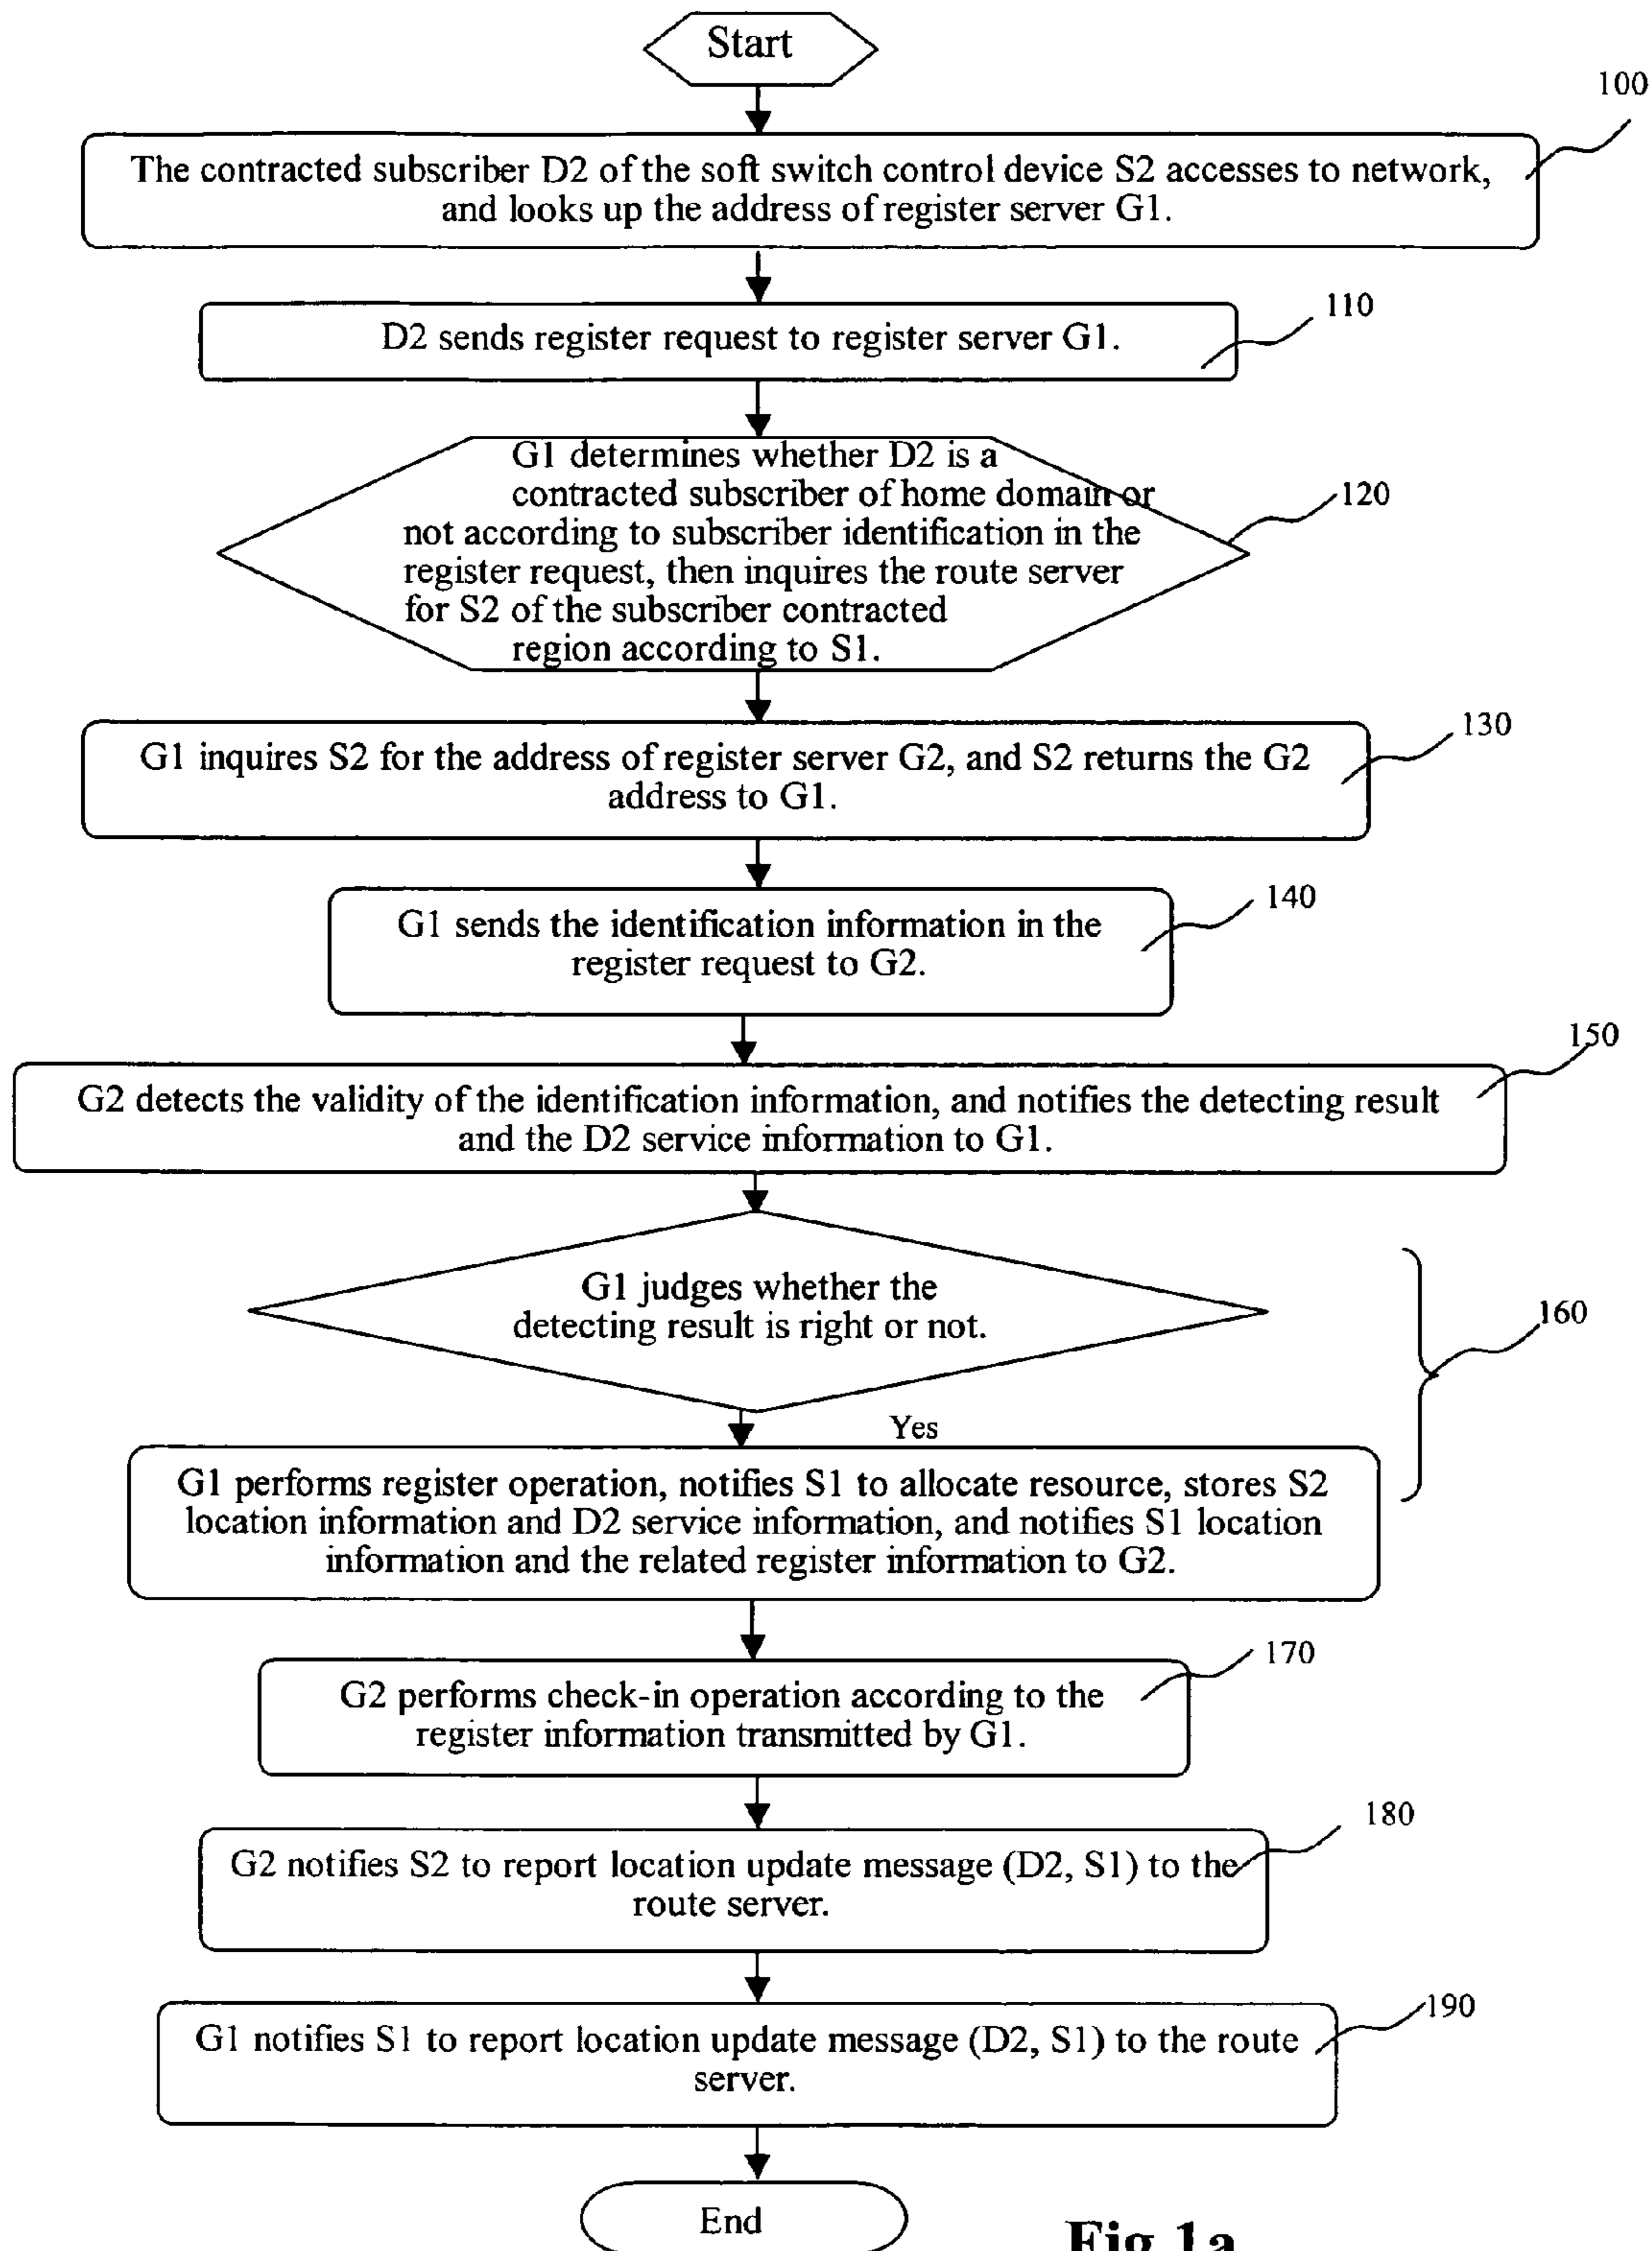 Start
100
The contracted subscriber D2 of the soft switch control device S2 accesses to network,
and looks up the address of register server G1.
110
D2 sends register request to register server G1.
G1 determines whether D2 is a
contracted subscriber of home domain or
120
not according to subscriber identification in the
register request, then inquires the route server
for S2 of the subscriber contracted
region according to S1.
130
G1 inquires S2 for the address of register server G2, and S2 returns the G2
address to G1.
140
G1 sends the identification information in the
register request to G2.
150
G2 detects the validity of the identification information, and notifies the detecting result
and the D2 service information to G1.
G1 judges whether the
detecting result is right or not.
160
Yes
G1 performs register operation, notifies S1 to allocate resource, stores S2
location information and D2 service information, and notifies S1 location
information and the related register information to G2.
170
G2 performs check-in operation according to the
register information transmitted by G1.
180
G2 notifies S2 to report location update message (D2, S1) to the
route server.
190
G1 notifies S1 to report location update message (D2, S1) to the route
server.
End
Fig.1a